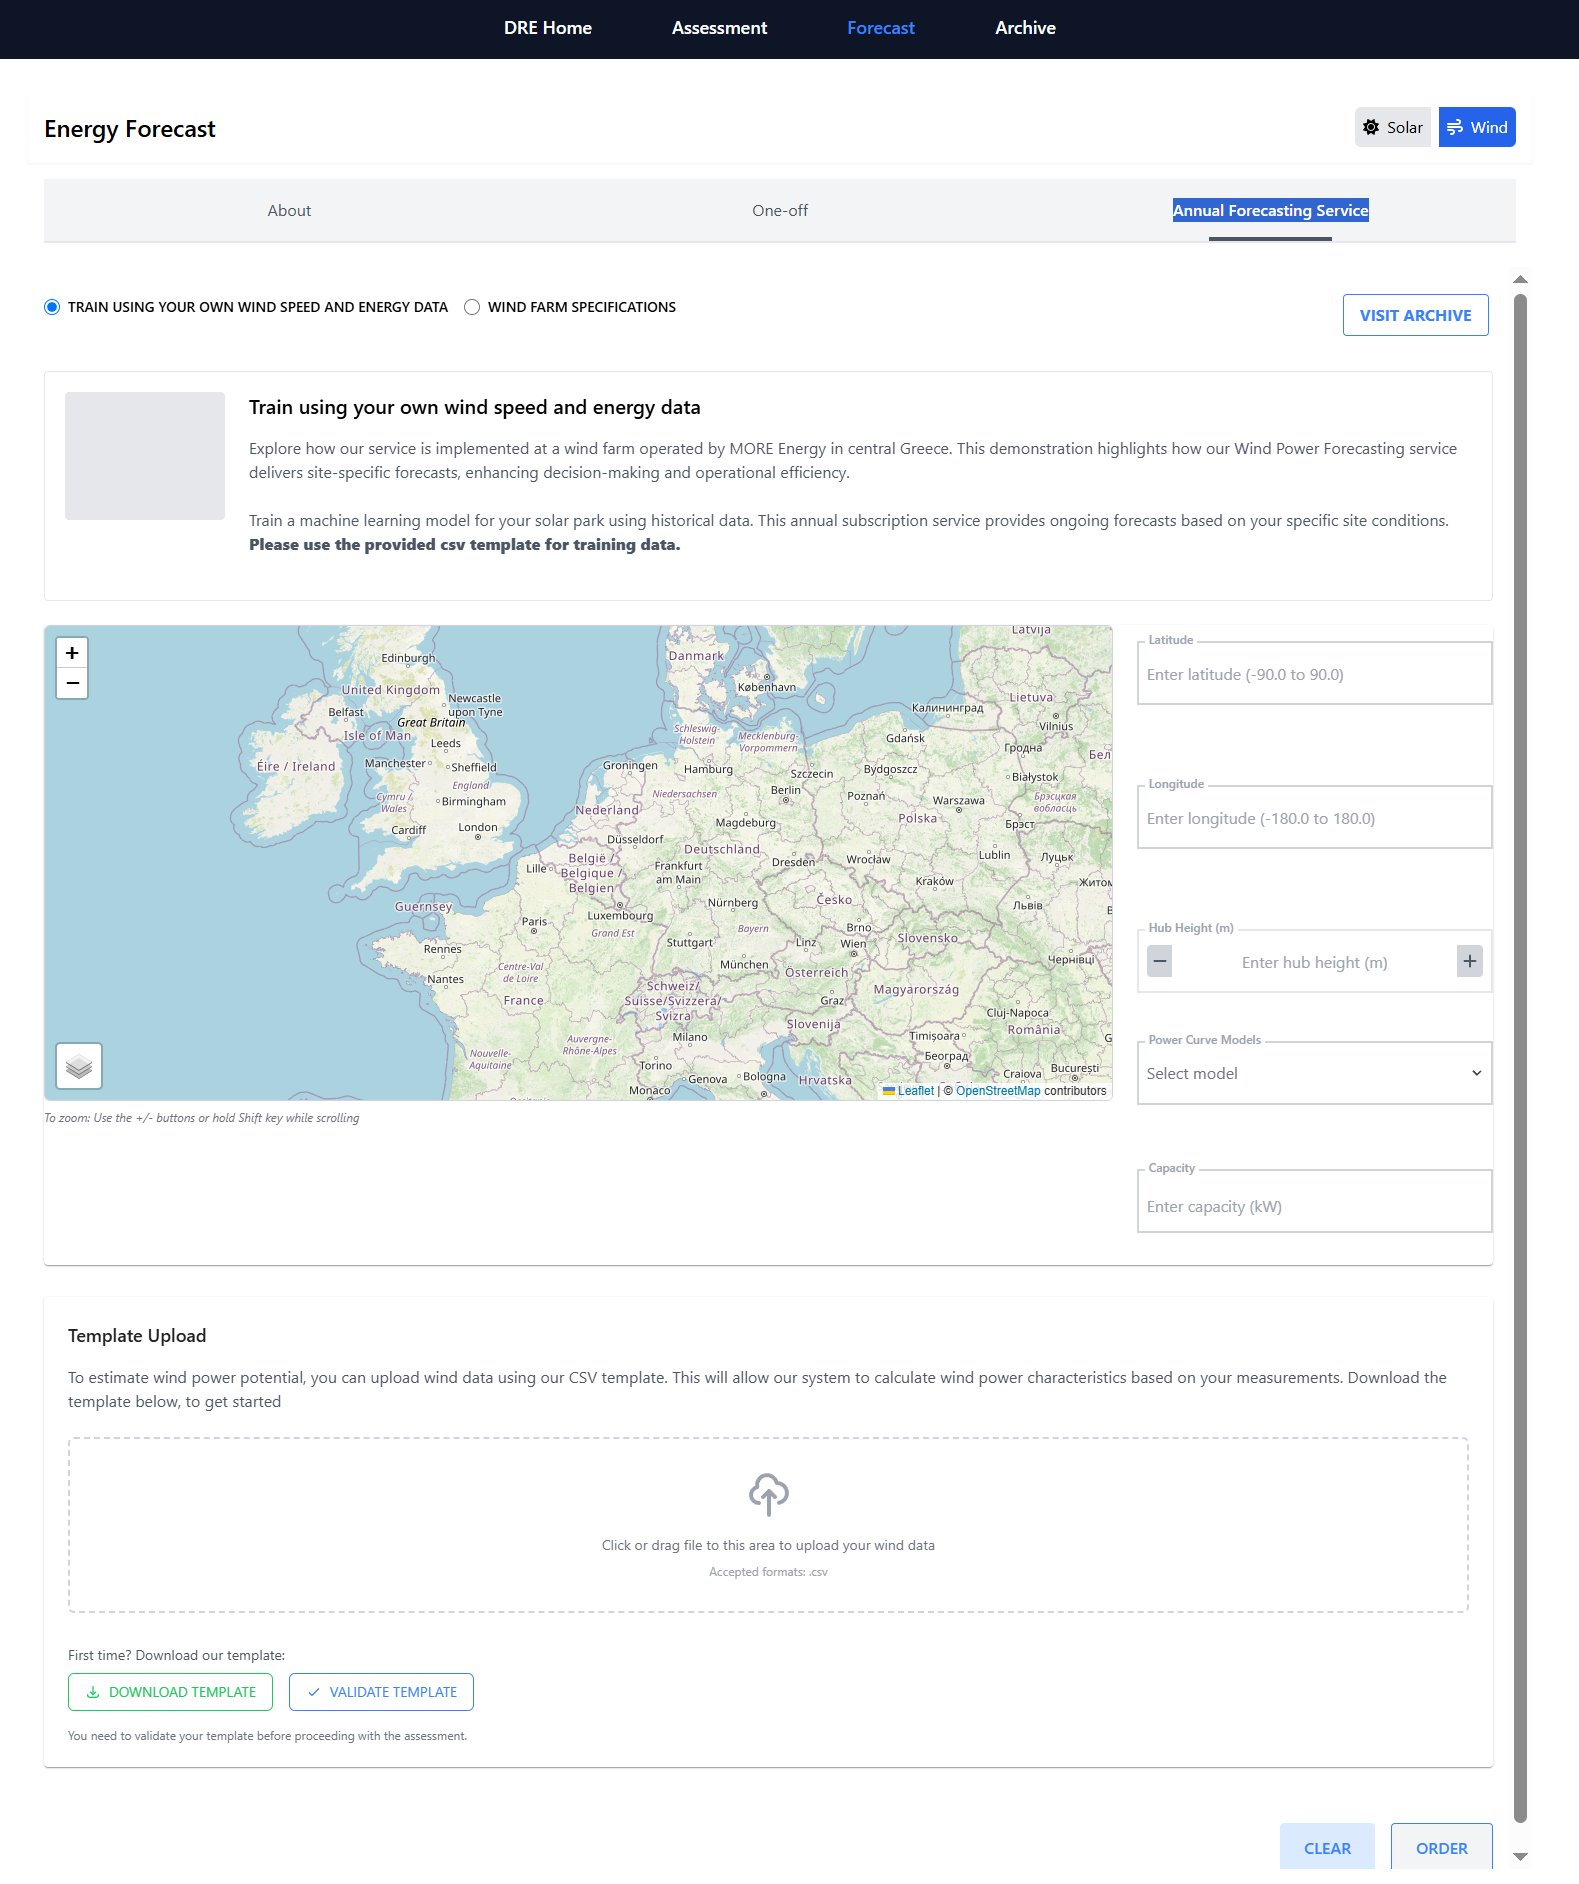 DRE Home
Assessment
Forecast
Archive
Energy Forecast
Solar
Wind
About
One-off
Annual Forecasting Service
TRAIN USING YOUR OWN WIND SPEED AND ENERGY DATA
WIND FARM SPECIFICATIONS
VISIT ARCHIVE
Train using your own wind speed and energy data
Explore how our service is implemented at a wind farm operated by MORE Energy in central Greece. This demonstration highlights how our Wind Power Forecasting service
delivers site-specific forecasts, enhancing decision-making and operational efficiency.
Train a machine learning model for your solar park using historical data. This annual subscription service provides ongoing forecasts based on your specific site conditions.
Please use the provided csv template for training data.
+
−
Edinburgh
United Kingdom
Newcastle
upon Tyne
Belfast
Great Britain
Isle of Man
Leeds
Éire / Ireland
Manchester
Sheffield
England
Cymru /
Wales
Birmingham
Cardiff
London
Guernsey
Danmark
København
Latvija
Lietuva
Vilnius
Калининград
Schleswig-
Holstein
Mecklenburg-
Vorpommern
Gdańsk
Гродна
Бел
Groningen
Hamburg
Szczecin
Bydgoszcz
Białystok
Berlin
Poznań
Warszawa
Брэсцкая
вобласць
Niedersachsen
Nederland
Magdeburg
Polska
Брэст
Düsseldorf
Deutschland
Lille
België /
Belgique /
Belgien
Frankfurt
am Main
Dresden
Wrocław
Lublin
Луцьк
Kraków
Житом
Luxembourg
Nürnberg
Česko
Львів
Paris
Grand Est
Bayern
Brno
Rennes
Stuttgart
Linz
Wien
Slovensko
Nantes
Centre-Val
de Loire
München
Österreich
Чернівці
France
Schweiz/
Suisse/Svizzera/
Svizra
Graz
Magyarország
Cluj-Napoca
Slovenija
România
Nouvelle-
Aquitaine
Auvergne-
Rhône-Alpes
Milano
Timișoara
Torino
Београд
Monaco
Genova
Bologna
Hrvatska
Craiova
București
Leaflet | © OpenStreetMap contributors
To zoom: Use the +/- buttons or hold Shift key while scrolling
Latitude
Enter latitude (-90.0 to 90.0)
Longitude
Enter longitude (-180.0 to 180.0)
Hub Height (m)
−
Enter hub height (m)
+
Power Curve Models
Select model
Capacity
Enter capacity (kW)
Template Upload
To estimate wind power potential, you can upload wind data using our CSV template. This will allow our system to calculate wind power characteristics based on your measurements. Download the
template below, to get started
Click or drag file to this area to upload your wind data
Accepted formats: .csv
First time? Download our template:
DOWNLOAD TEMPLATE
VALIDATE TEMPLATE
You need to validate your template before proceeding with the assessment.
CLEAR
ORDER